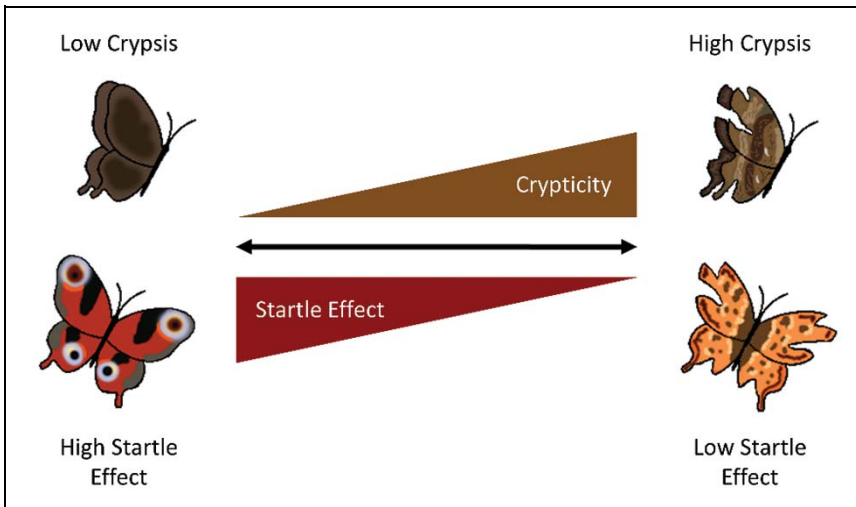 Low Crypsis
High Crypsis
Crypticity
Startle Effect
High Startle
Effect
Low Startle
Effect